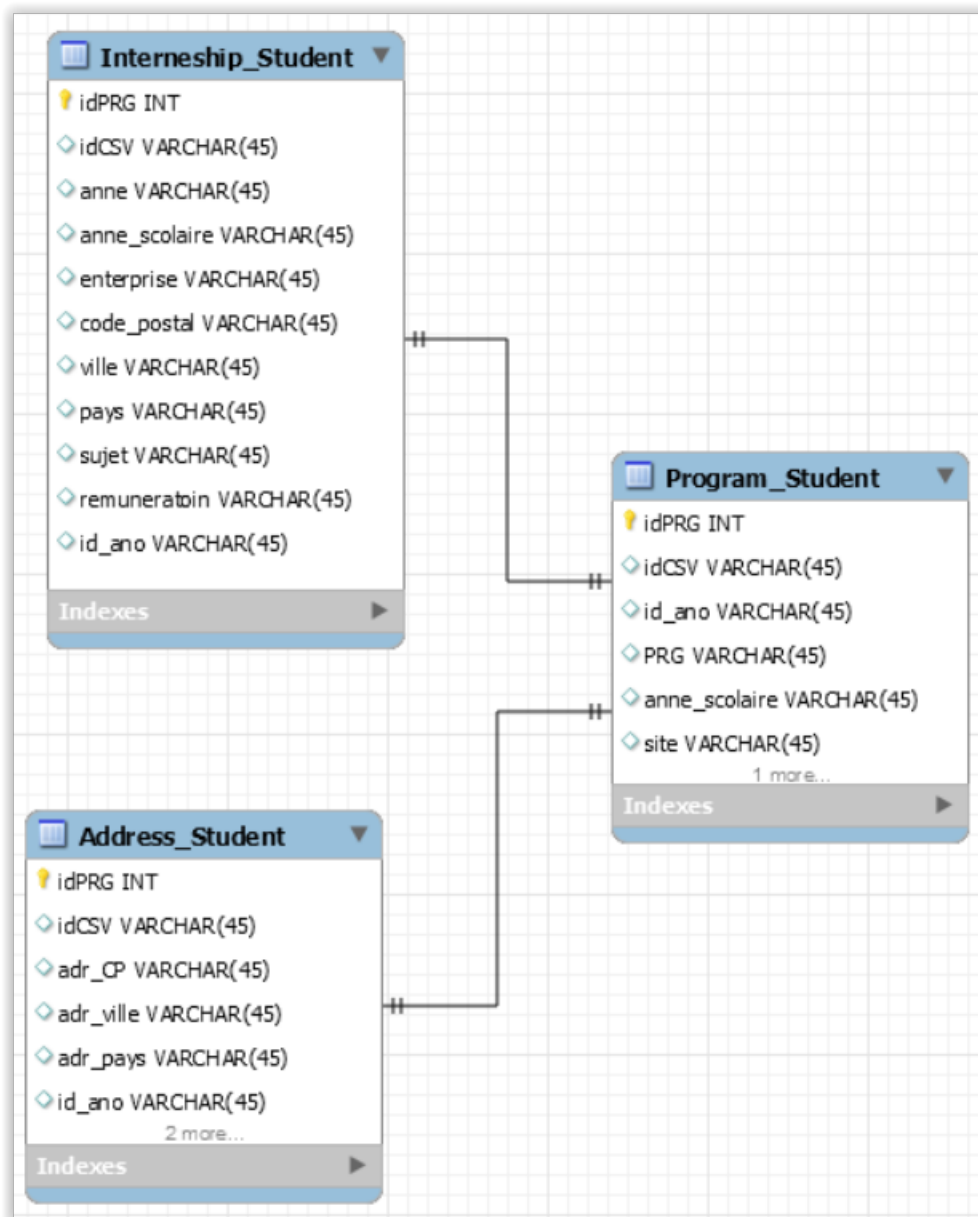 Interneship_Student
idPRG INT
idCSV VARCHAR(45)
anne VARCHAR(45)
anne_scolaire VARCHAR(45)
enterprise VARCHAR(45)
code_postal VARCHAR(45)
ville VARCHAR(45)
pays VARCHAR(45)
sujet VARCHAR(45)
remuneratoin VARCHAR(45)
id_ano VARCHAR(45)
Indexes
Program_Student
idPRG INT
idCSV VARCHAR(45)
id_ano VARCHAR(45)
PRG VARCHAR(45)
anne_scolaire VARCHAR(45)
site VARCHAR(45)
1 more...
Indexes
Address_Student
idPRG INT
idCSV VARCHAR(45)
adr_CP VARCHAR(45)
adr_ville VARCHAR(45)
adr_pays VARCHAR(45)
id_ano VARCHAR(45)
2 more...
Indexes